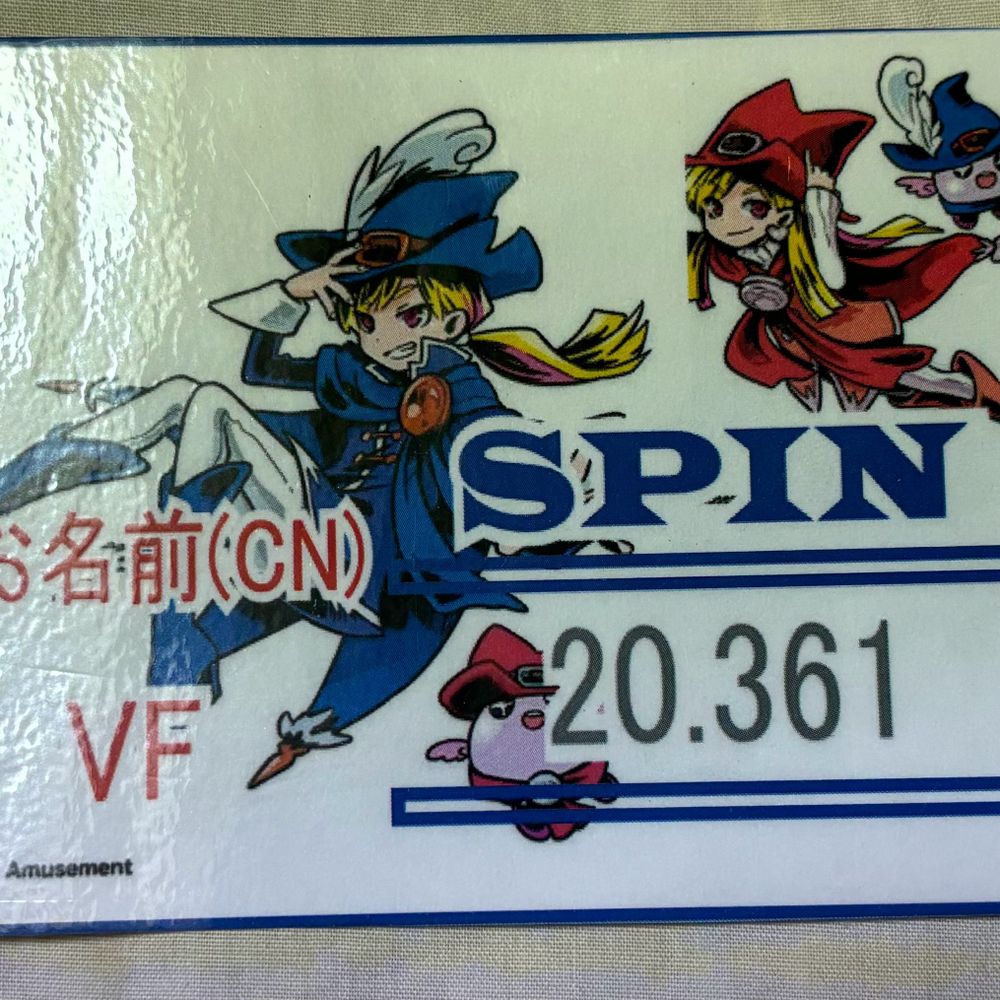 SPIN
お名前(CN)
20.361
VF
Amusement